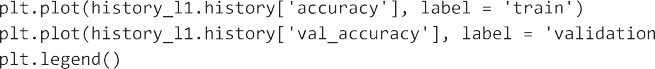 plt.plot(history_l1.history['accuracy'], label = 'train')
plt.plot(history_l1.history['val_accuracy'], label = 'validation
plt.legend()